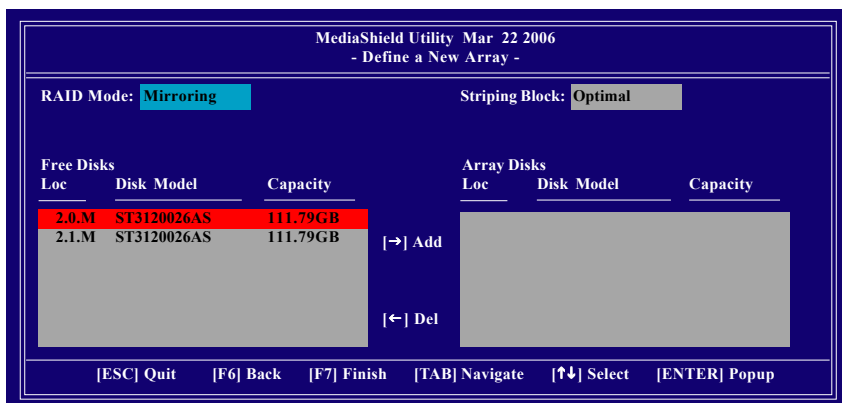 MediaShield Utility Mar 22 2006
- Define a New Array -
RAID Mode: Mirroring Striping Block: Optimal
Free Disks Array Disks
Loc Disk Model Capacity Loc Disk Model Capacity
2.0.M ST3120026AS 111.79GB
2.1.M ST3120026AS 111.79GB
[→] Add
[←] Del
[ESC] Quit [F6] Back [F7] Finish [TAB] Navigate [↑↓] Select [ENTER] Popup